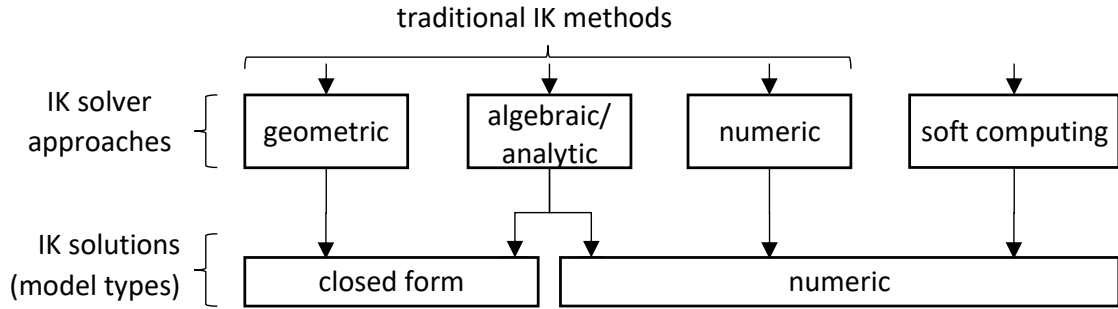 traditional IK methods
IK solver
approaches
geometric
algebraic/
analytic
numeric
soft computing
IK solutions
(model types)
closed form
numeric